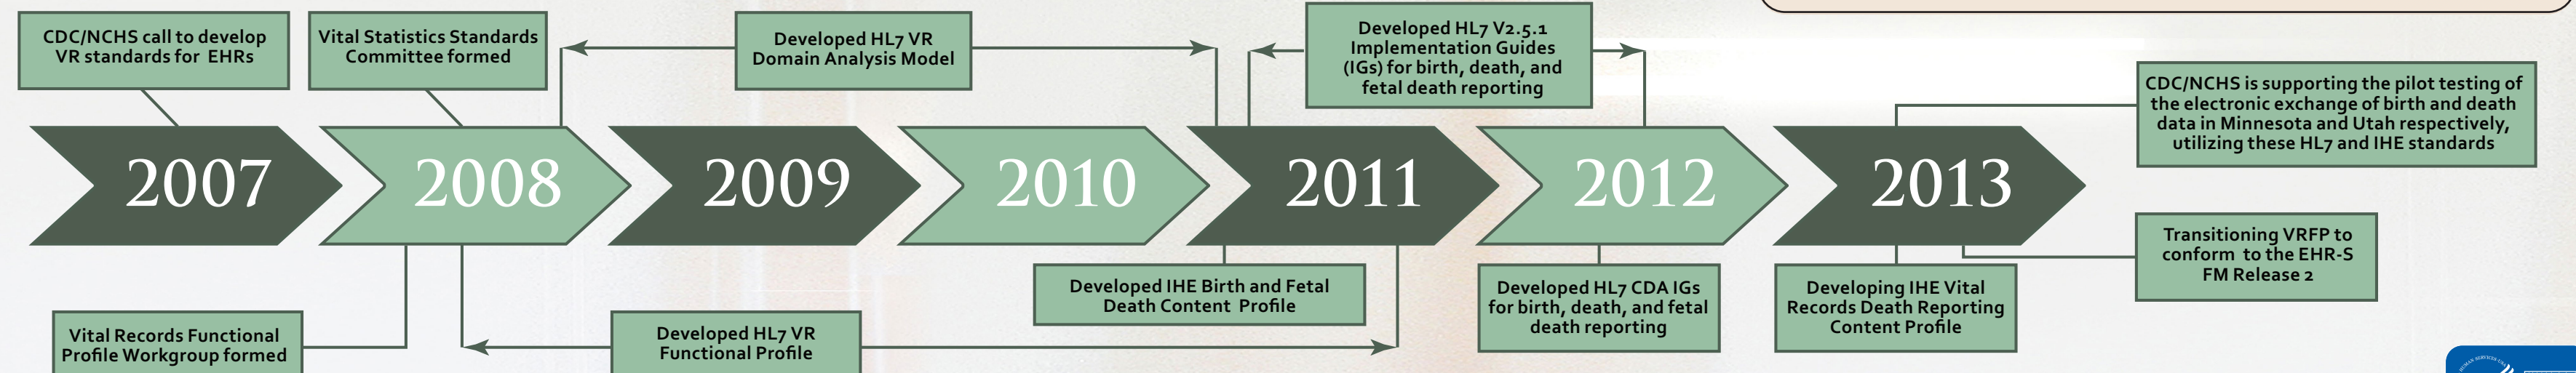 CDC/NCHS call to develop
VR standards for EHRs
Vital Statistics Standards
Committee formed
Developed HL7 VR
Domain Analysis Model
Developed HL7 V2.5.1
Implementation Guides
(IGs) for birth, death, and
fetal death reporting
CDC/NCHS is supporting the pilot testing of
the electronic exchange of birth and death
data in Minnesota and Utah respectively,
utilizing these HL7 and IHE standards
2007
2008
2009
2010
2011
2012
2013
Vital Records Functional
Profile Workgroup formed
Developed HL7 VR
Functional Profile
Developed IHE Birth and Fetal
Death Content Profile
Developed HL7 CDA IGs
for birth, death, and fetal
death reporting
Developing IHE Vital
Records Death Reporting
Content Profile
Transitioning VRFP to
conform to the EHR-S
FM Release 2
HUMAN SERVICES USA